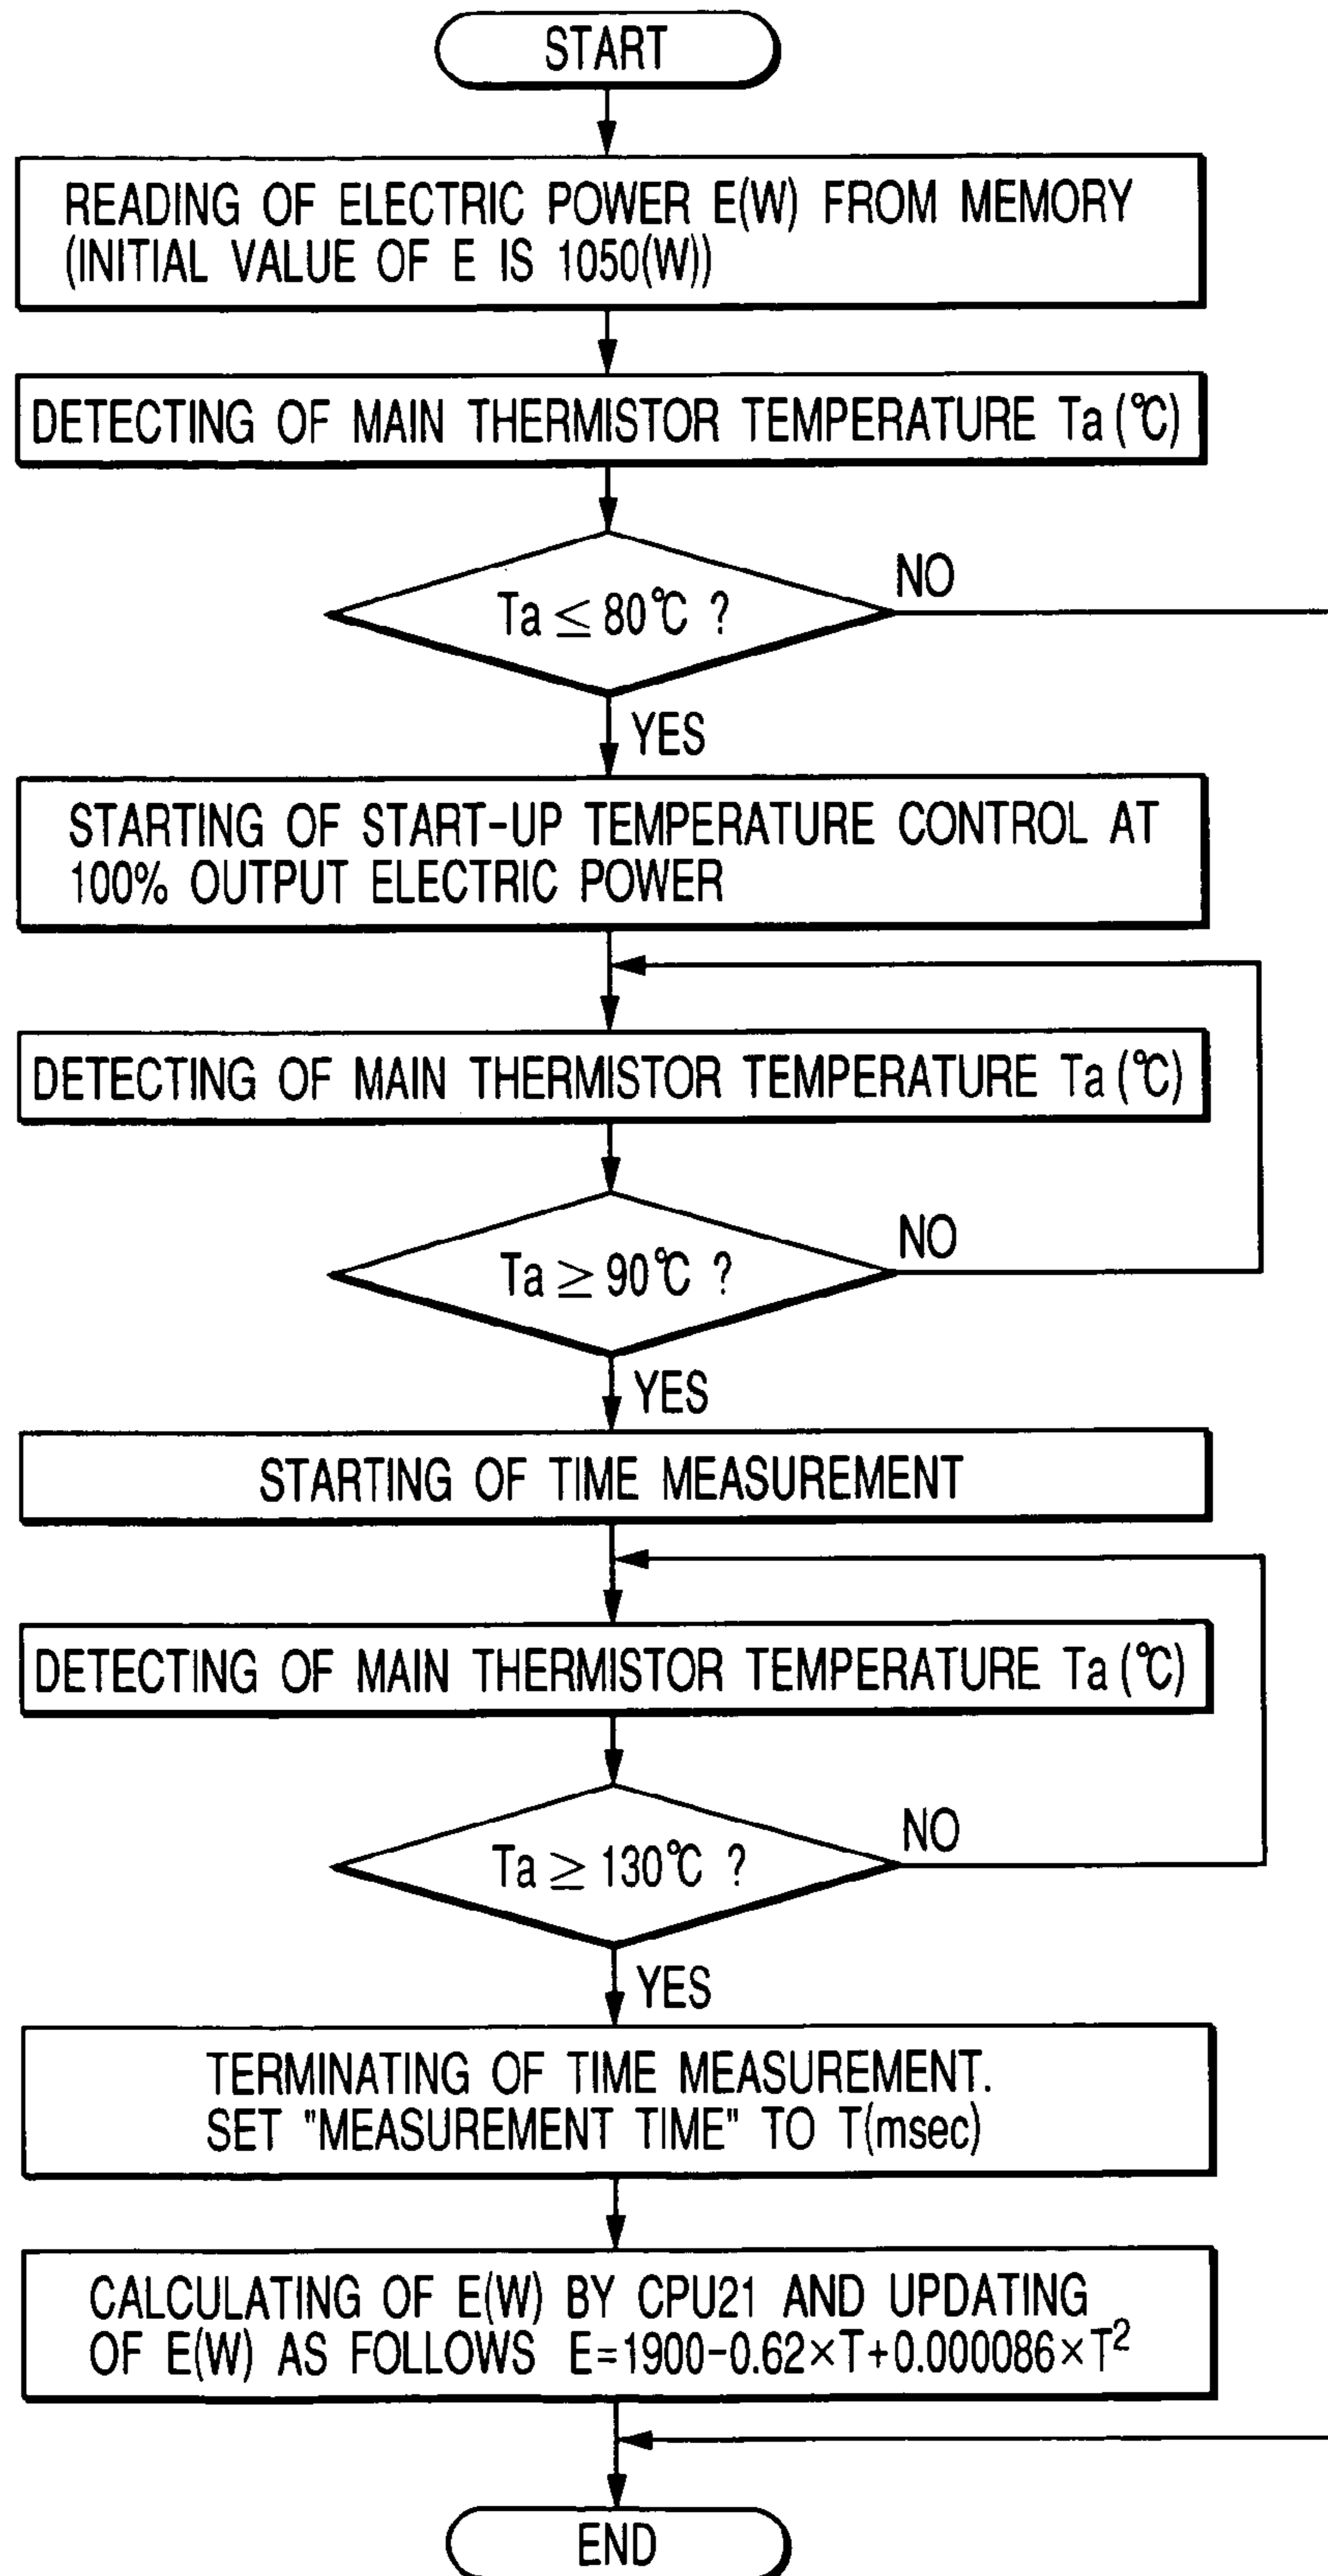 START
READING OF ELECTRIC POWER E(W) FROM MEMORY
(INITIAL VALUE OF E IS 1050(W))
DETECTING OF MAIN THERMISTOR TEMPERATURE Ta (℃)
Ta ≤ 80℃ ?
NO
YES
STARTING OF START-UP TEMPERATURE CONTROL AT
100% OUTPUT ELECTRIC POWER
DETECTING OF MAIN THERMISTOR TEMPERATURE Ta (℃)
Ta ≥ 90℃ ?
NO
YES
STARTING OF TIME MEASUREMENT
DETECTING OF MAIN THERMISTOR TEMPERATURE Ta (℃)
Ta ≥ 130℃ ?
NO
YES
TERMINATING OF TIME MEASUREMENT.
SET "MEASUREMENT TIME" TO T(msec)
CALCULATING OF E(W) BY CPU21 AND UPDATING
OF E(W) AS FOLLOWS E=1900-0.62×T+0.000086×T²
END